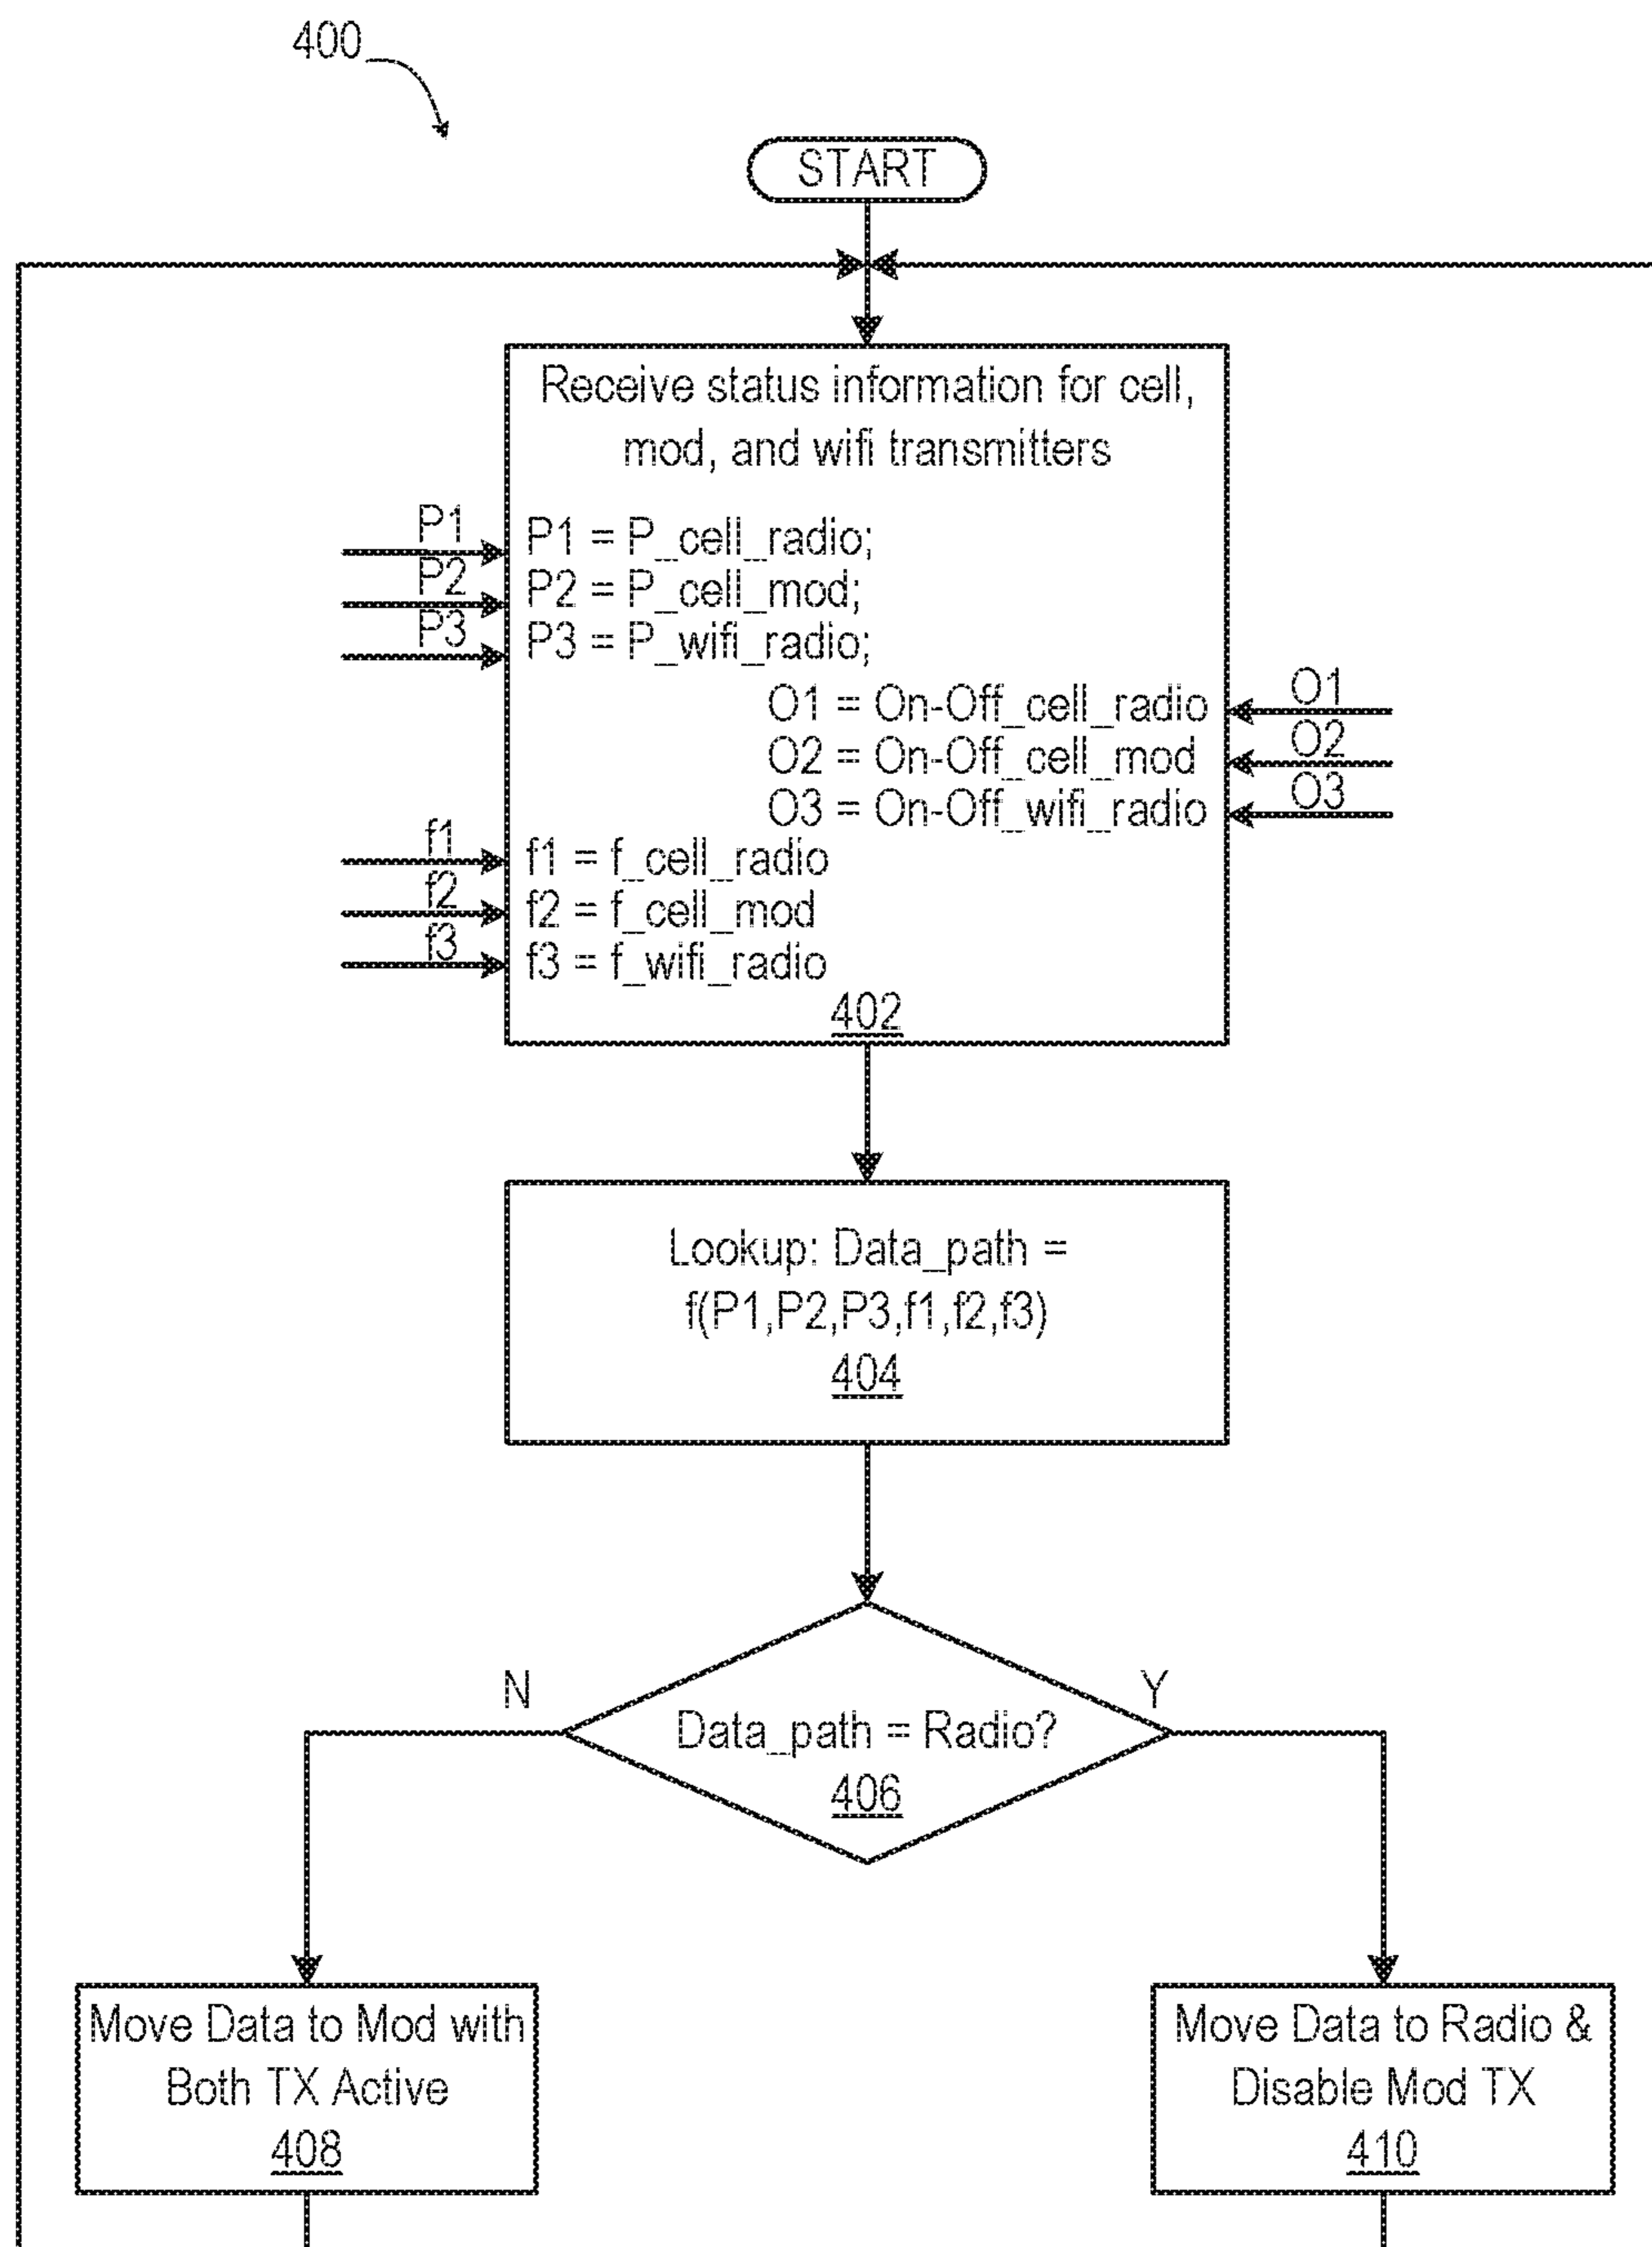 400
START
Receive status information for cell,
mod, and wifi transmitters
P1
P1 = P_cell_radio;
P2
P2 = P_cell_mod;
P3
P3 = P_wifi_radio;
O1 = On-Off_cell_radio
O1
O2 = On-Off_cell_mod
O2
O3 = On-Off_wifi_radio
O3
f1
f1 = f_cell_radio
f2
f2 = f_cell_mod
f3
f3 = f_wifi_radio
402
Lookup: Data_path =
f(P1,P2,P3,f1,f2,f3)
404
N
Y
Data_path = Radio?
406
Move Data to Mod with
Both TX Active
408
Move Data to Radio &
Disable Mod TX
410